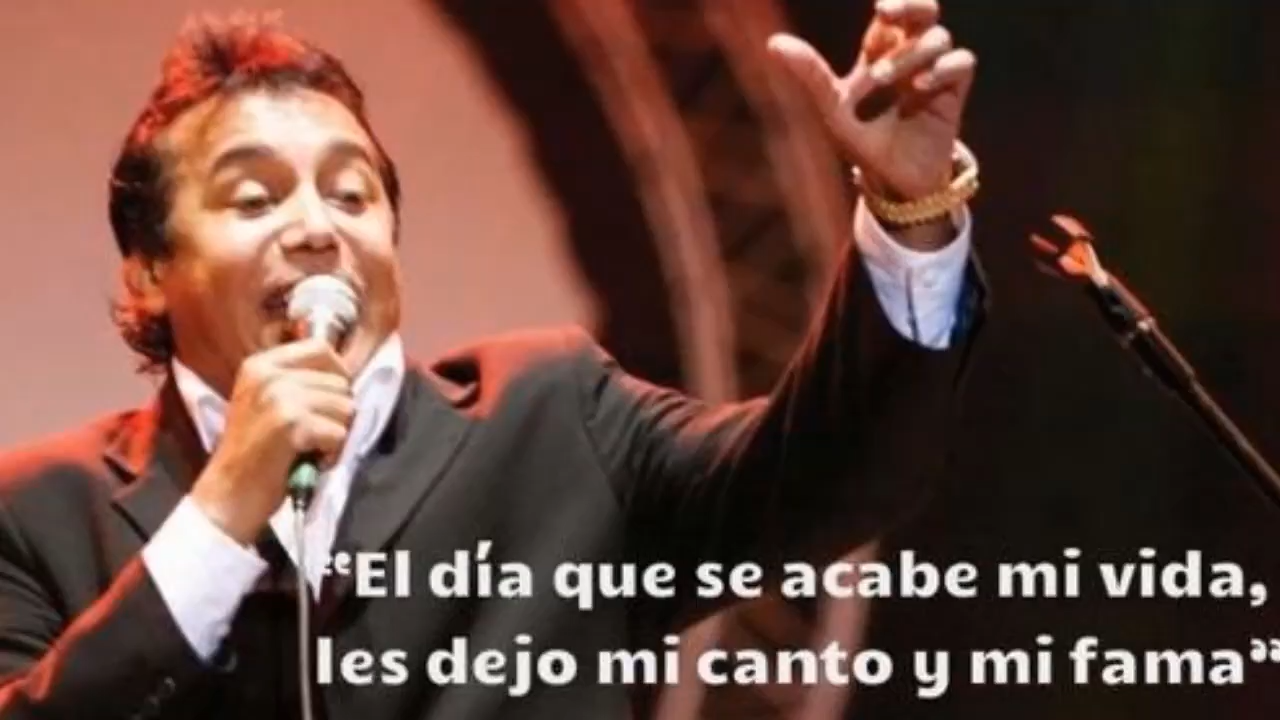 “El día que se acabe mi vida,
les dejo mi canto y mi fama”